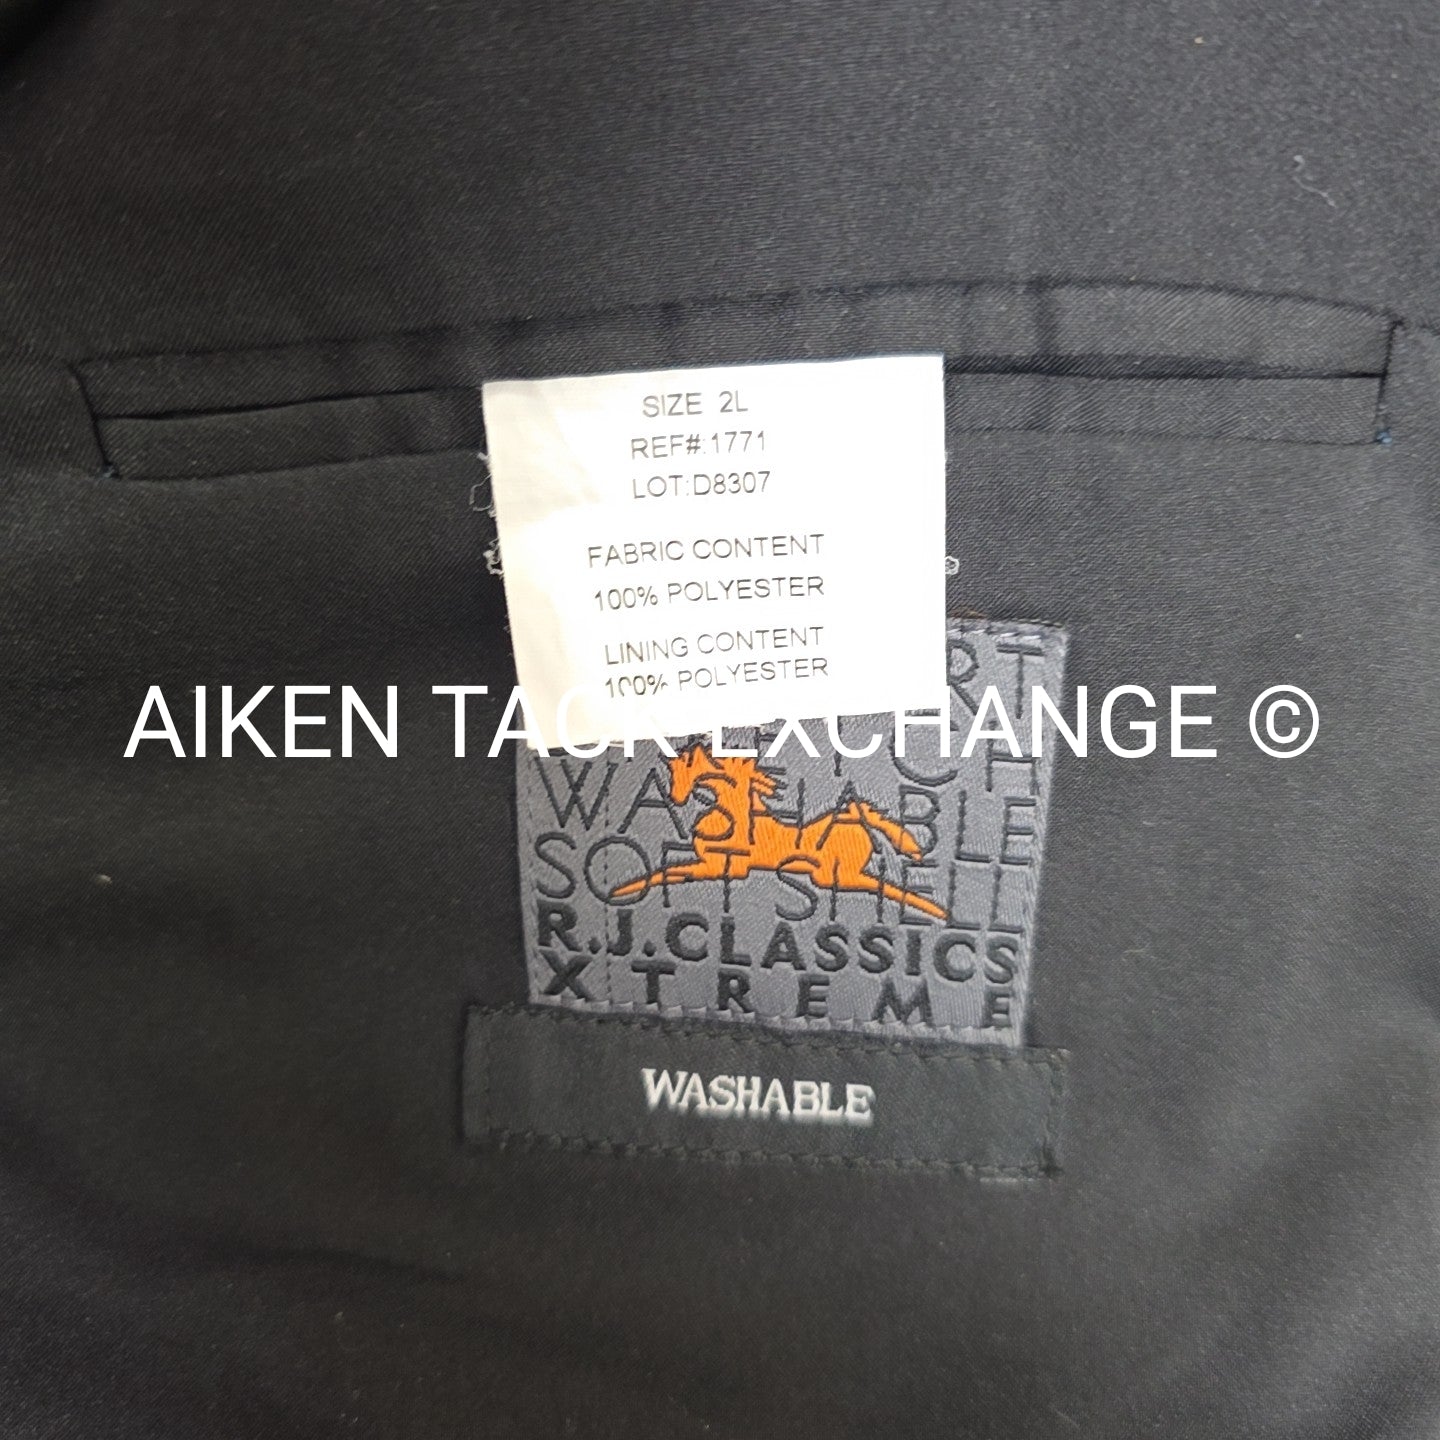 SIZE 2L
REF#:1771
LOT:D8307
FABRIC CONTENT
100% POLYESTER
LINING CONTENT
100% POLYESTER
AIKEN TACK EXCHANGE ©
WASHABLE
SOFT SHELL
R.J.CLASSICS
XTREME
WASHABLE